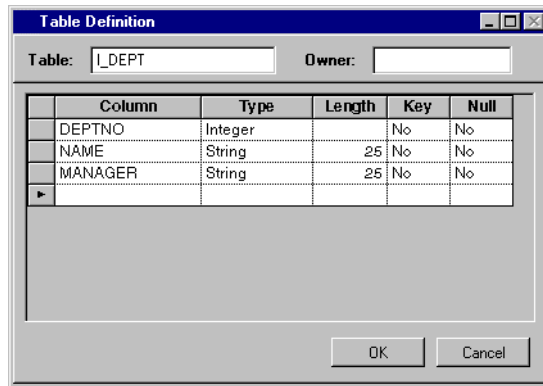 Table Definition
Table: I_DEPT Owner:
Column Type Length Key Null
DEPTNO Integer No No
NAME String 25 No No
MANAGER String 25 No No
OK Cancel